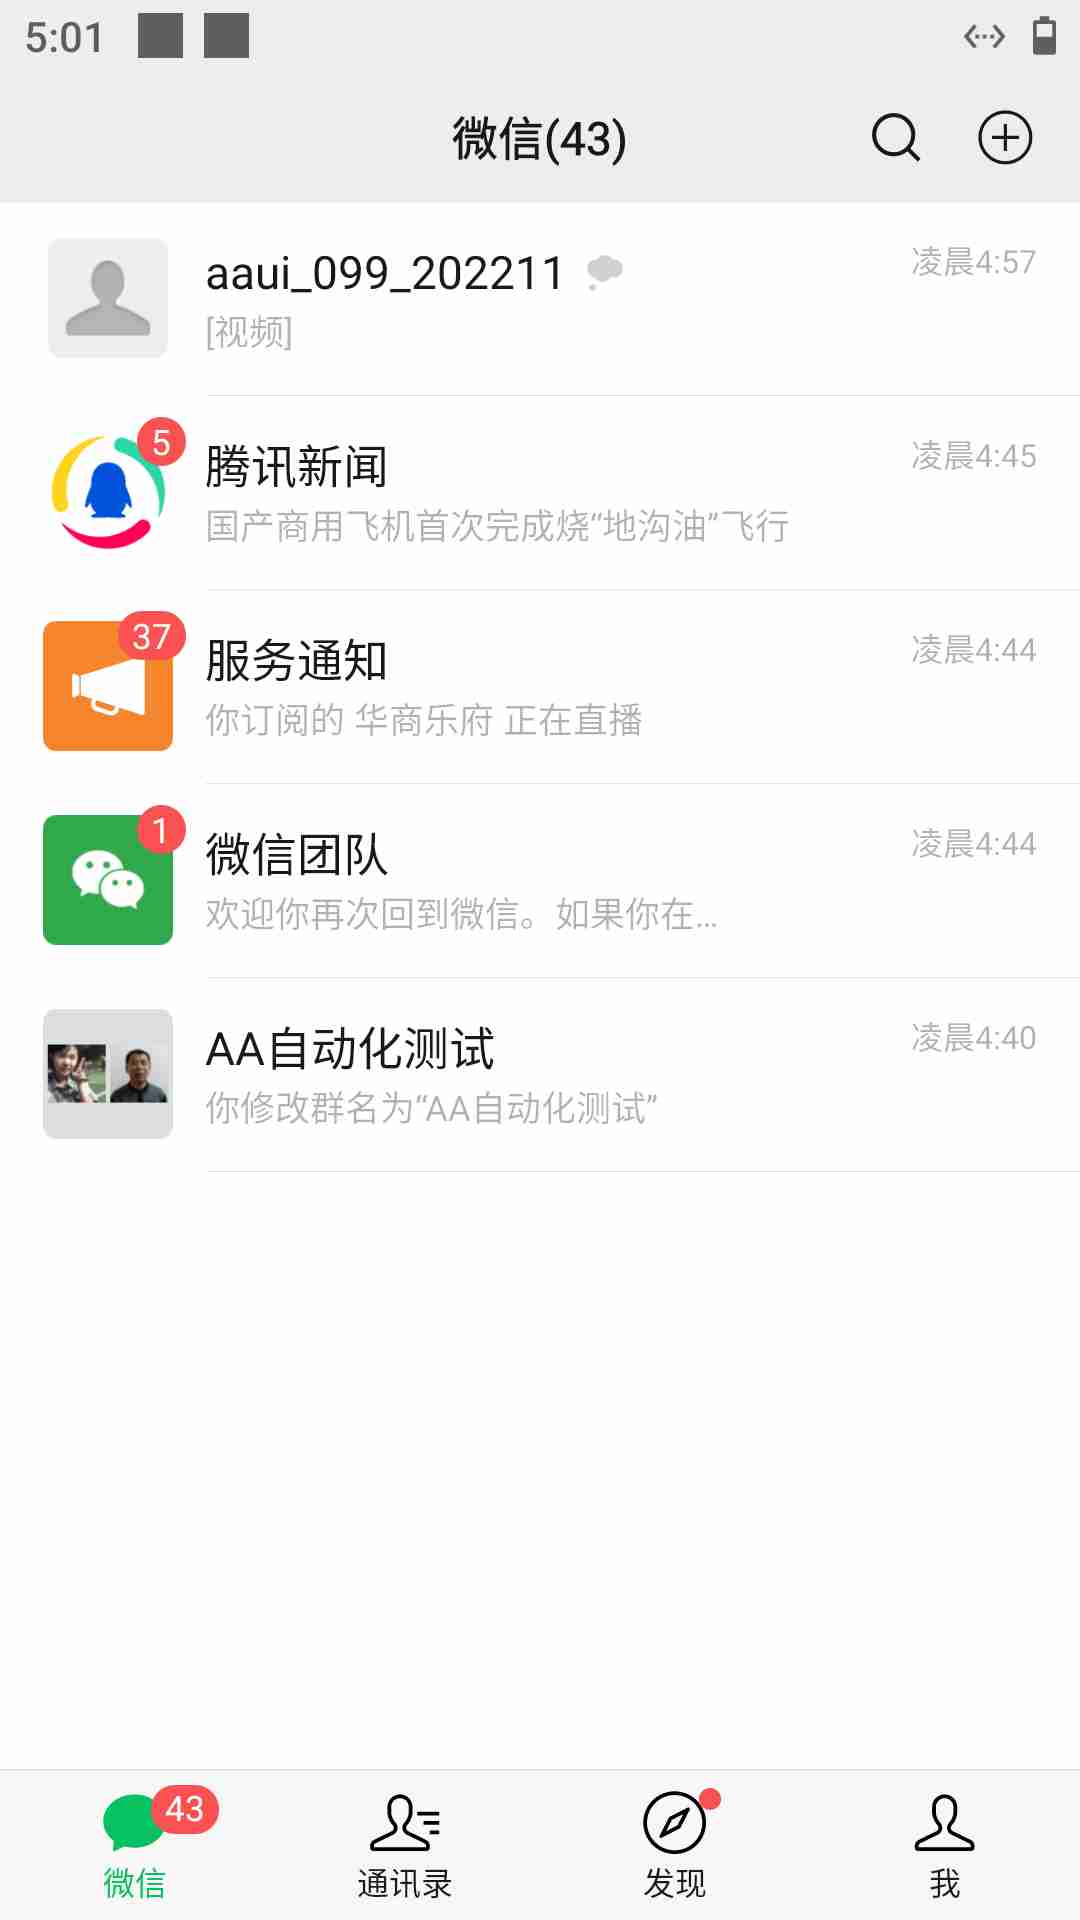 5:01
微信(43)
aaui_099_202211
凌晨4:57
[视频]
5
腾讯新闻
凌晨4:45
国产商用飞机首次完成烧“地沟油”飞行
37
服务通知
凌晨4:44
你订阅的 华商乐府 正在直播
1
微信团队
凌晨4:44
欢迎你再次回到微信。如果你在...
AA自动化测试
凌晨4:40
你修改群名为“AA自动化测试”
43
微信
通讯录
发现
我